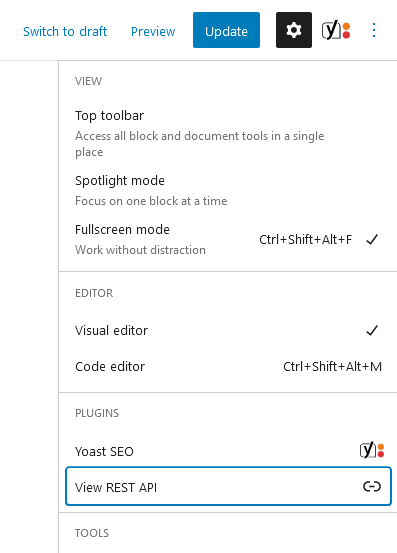 Switch to draft Preview Update
VIEW
Top toolbar
Access all block and document tools in a single
place
Spotlight mode
Focus on one block at a time
Fullscreen mode Ctrl+Shift+Alt+F
Work without distraction
EDITOR
Visual editor
Code editor Ctrl+Shift+Alt+M
PLUGINS
Yoast SEO
View REST API
TOOLS